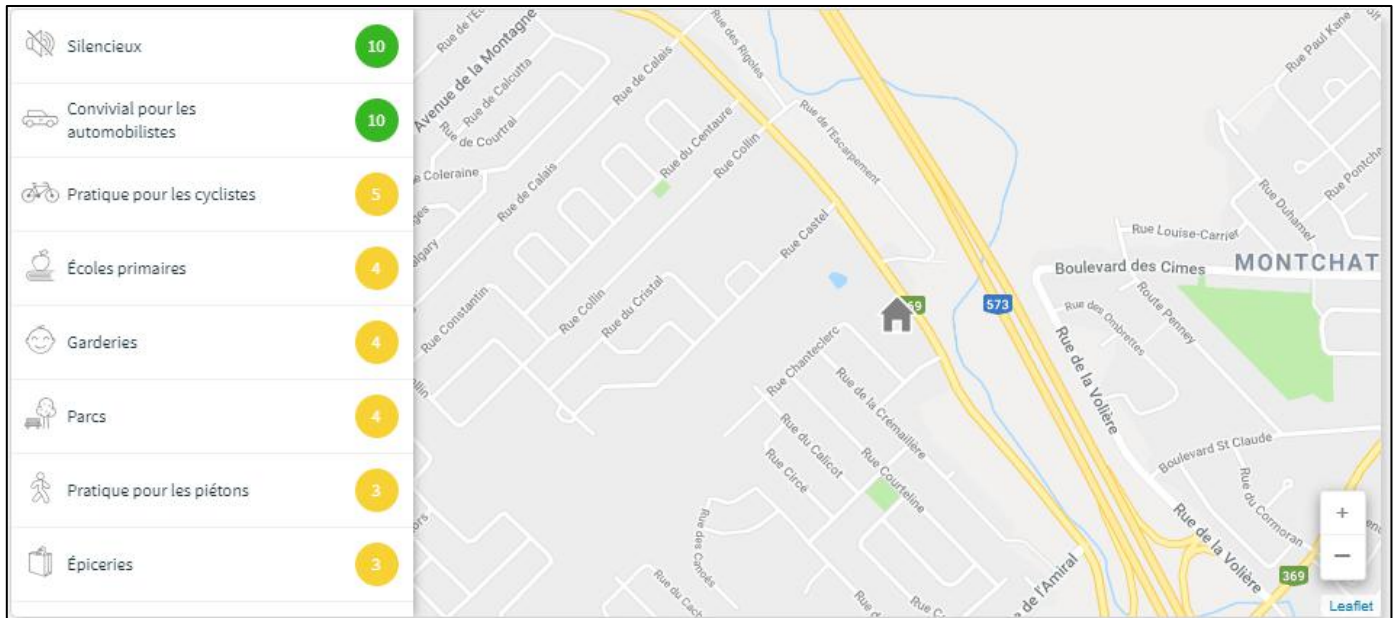 Silencieux
10
Convivial pour les
automobilistes
10
Pratique pour les cyclistes
5
Écoles primaires
4
Garderies
4
Parcs
4
Pratique pour les piétons
3
Épiceries
3
Avenue de la Montagne
Rue de Calcutta
Rue de Courtrai
Rue de Calais
Rue des Rigoles
Rue de l'Escarpement
Rue du Centaure
Rue Collin
Rue de Calais
Rue Castel
Rue Constantin
Rue Collin
Rue du Cristal
Rue Chanteclerc
Rue de la Crémaillère
Rue du Calicot
Rue Circé
Rue Courteline
Rue des Canoés
573
Rue Paul Kane
Rue Duhamel
Rue Louise-Carrier
Boulevard des Cimes
MONTCHAT
Rue des Ombrettes
Route Penney
Rue de la Volière
Boulevard St Claude
Rue du Cormoran
Rue de la Volière
369
+
−
Leaflet